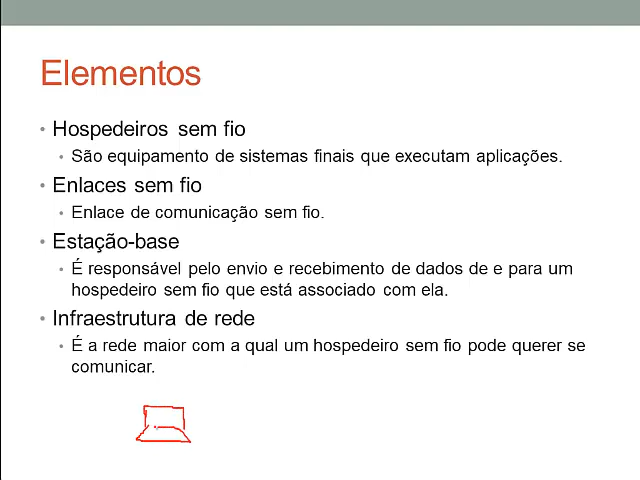 Elementos
• Hospedeiros sem fio
• São equipamento de sistemas finais que executam aplicações.
• Enlaces sem fio
• Enlace de comunicação sem fio.
• Estação-base
• É responsável pelo envio e recebimento de dados de e para um
hospedeiro sem fio que está associado com ela.
• Infraestrutura de rede
• É a rede maior com a qual um hospedeiro sem fio pode querer se
comunicar.